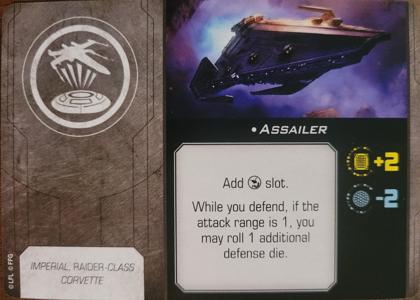 • ASSAILER
Add slot.
While you defend, if the
attack range is 1, you
may roll 1 additional
defense die.
+2
-2
IMPERIAL, RAIDER-CLASS
CORVETTE
©LFL ©FFG